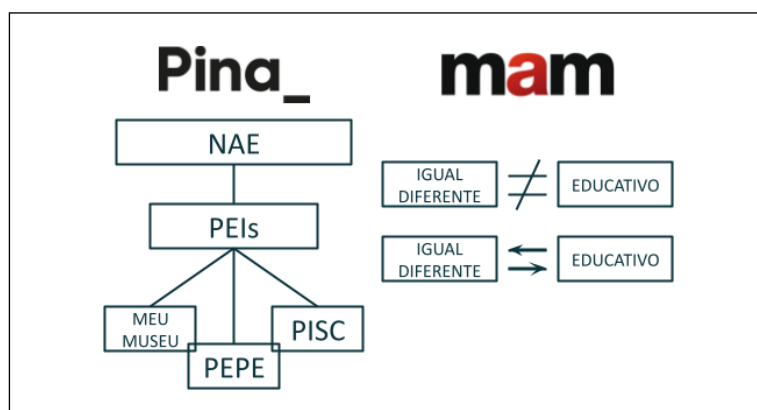 Pina_
mam
NAE
PEIs
MEU
MUSEU
PISC
PEPE
IGUAL
DIFERENTE
≠
EDUCATIVO
IGUAL
DIFERENTE
EDUCATIVO